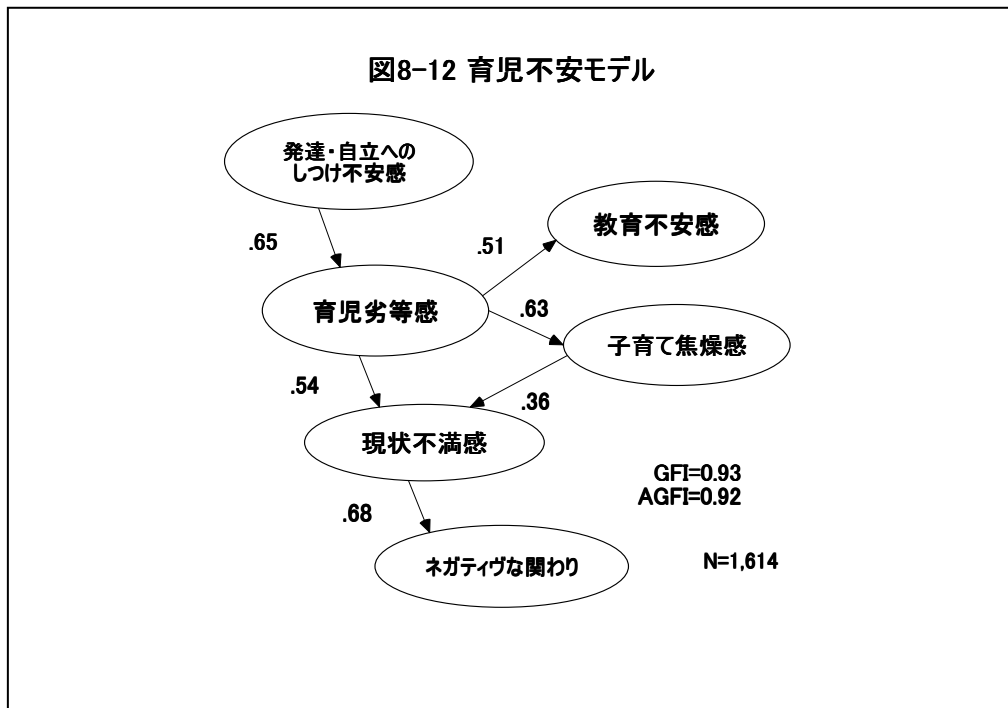 図8-12 育児不安モデル
発達・自立への
しつけ不安感
教育不安感
.65
.51
育児劣等感
.63
子育て焦燥感
.54
.36
現状不満感
GFI=0.93
AGFI=0.92
.68
ネガティヴな関わり
N=1,614